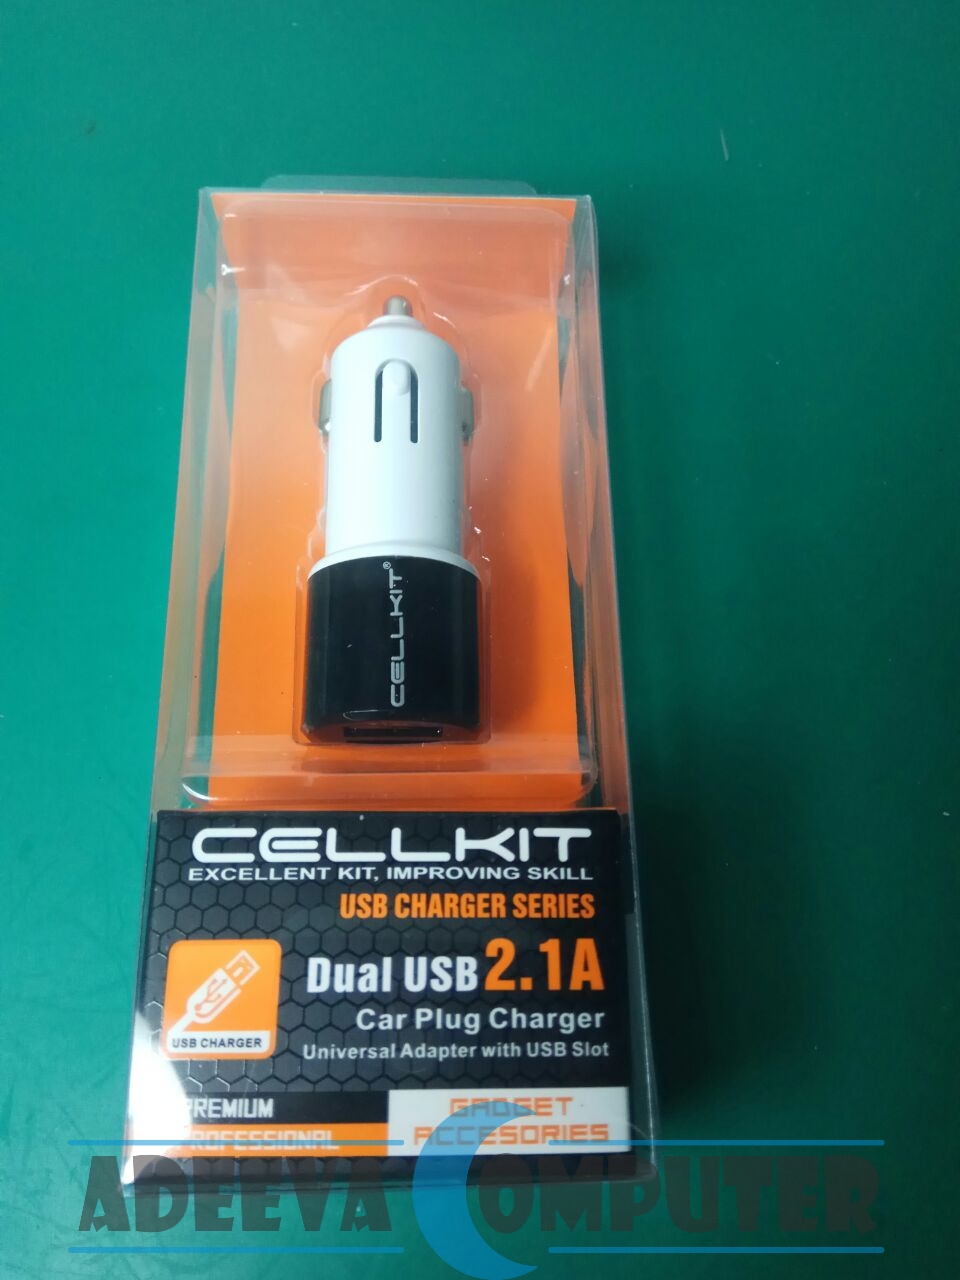 CELLKIT®
CELLKIT
EXCELLENT KIT, IMPROVING SKILL
USB CHARGER SERIES
Dual USB 2.1A
Car Plug Charger
Universal Adapter with USB Slot
USB CHARGER
PREMIUM
PROFESSIONAL
GADGET
ACCESORIES
ADEEVA COMPUTER